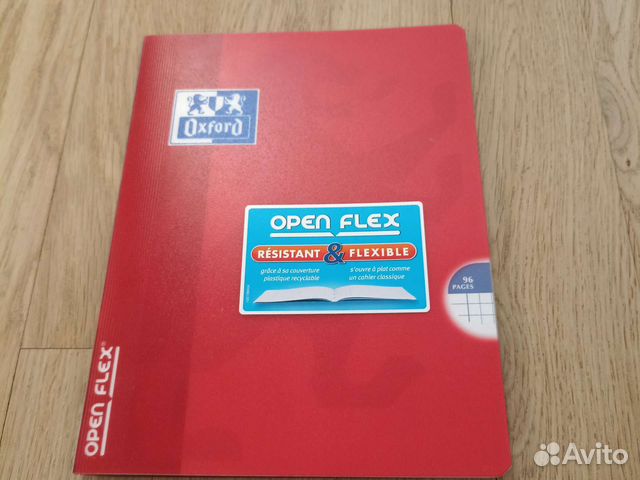 Oxford
OPEN FLEX
RÉSISTANT & FLEXIBLE
grâce à sa couverture
plastique recyclable
s'ouvre à plat comme
un cahier classique
96
PAGES
OPEN FLEX®
Avito